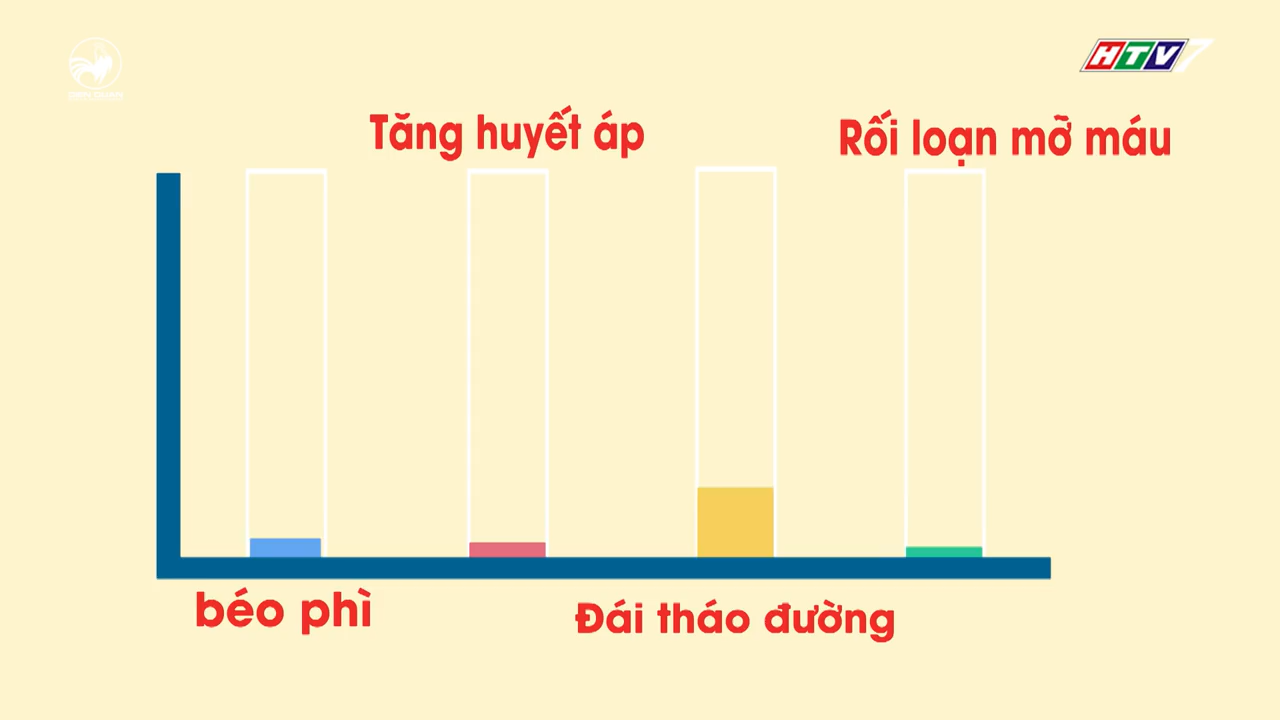 HTV7
Tăng huyết áp
Rối loạn mỡ máu
béo phì
Đái tháo đường